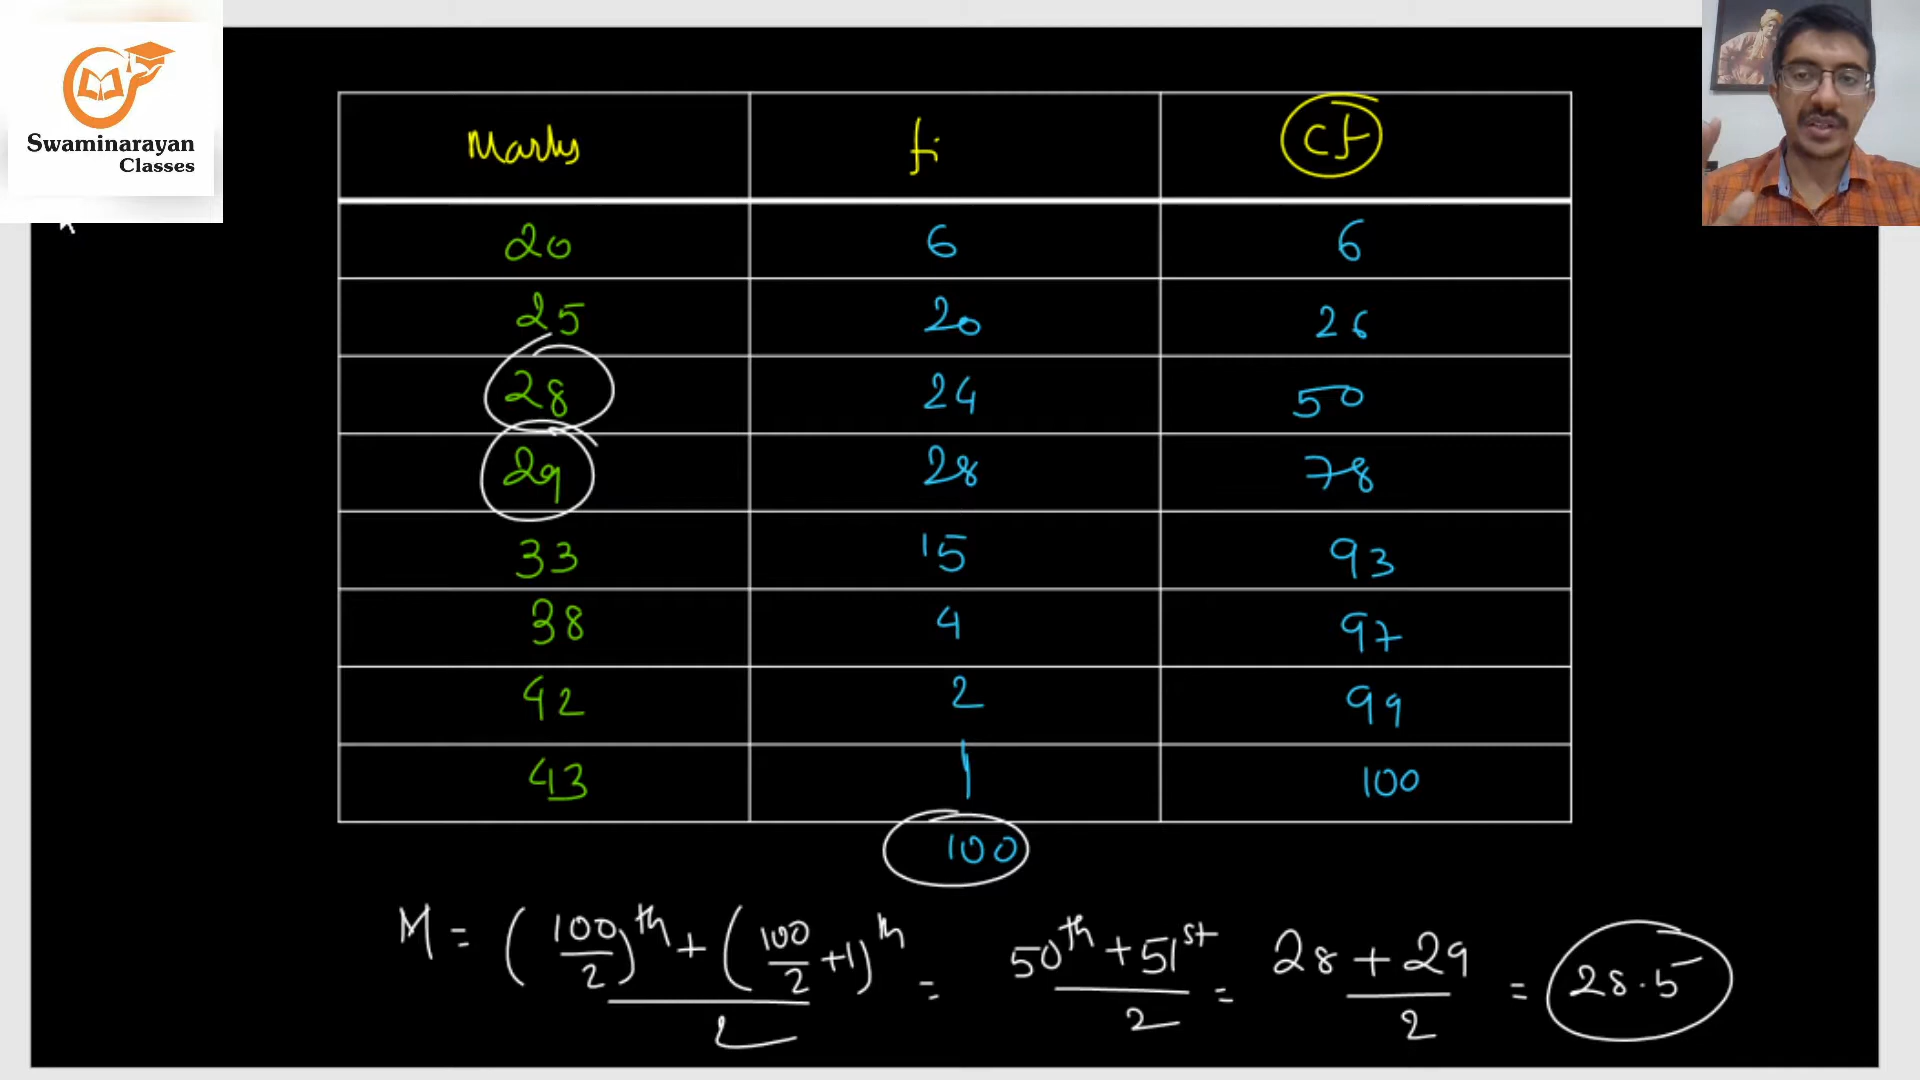 Swaminarayan
Classes
Marks fi cf
20 6 6
25 20 26
28 24 50
29 28 78
33 15 93
38 4 97
42 2 99
43 1 100
100
M = (100/2)th + (100/2 +1)th / 2 = 50th + 51st / 2 = 28 + 29 / 2 = 28.5